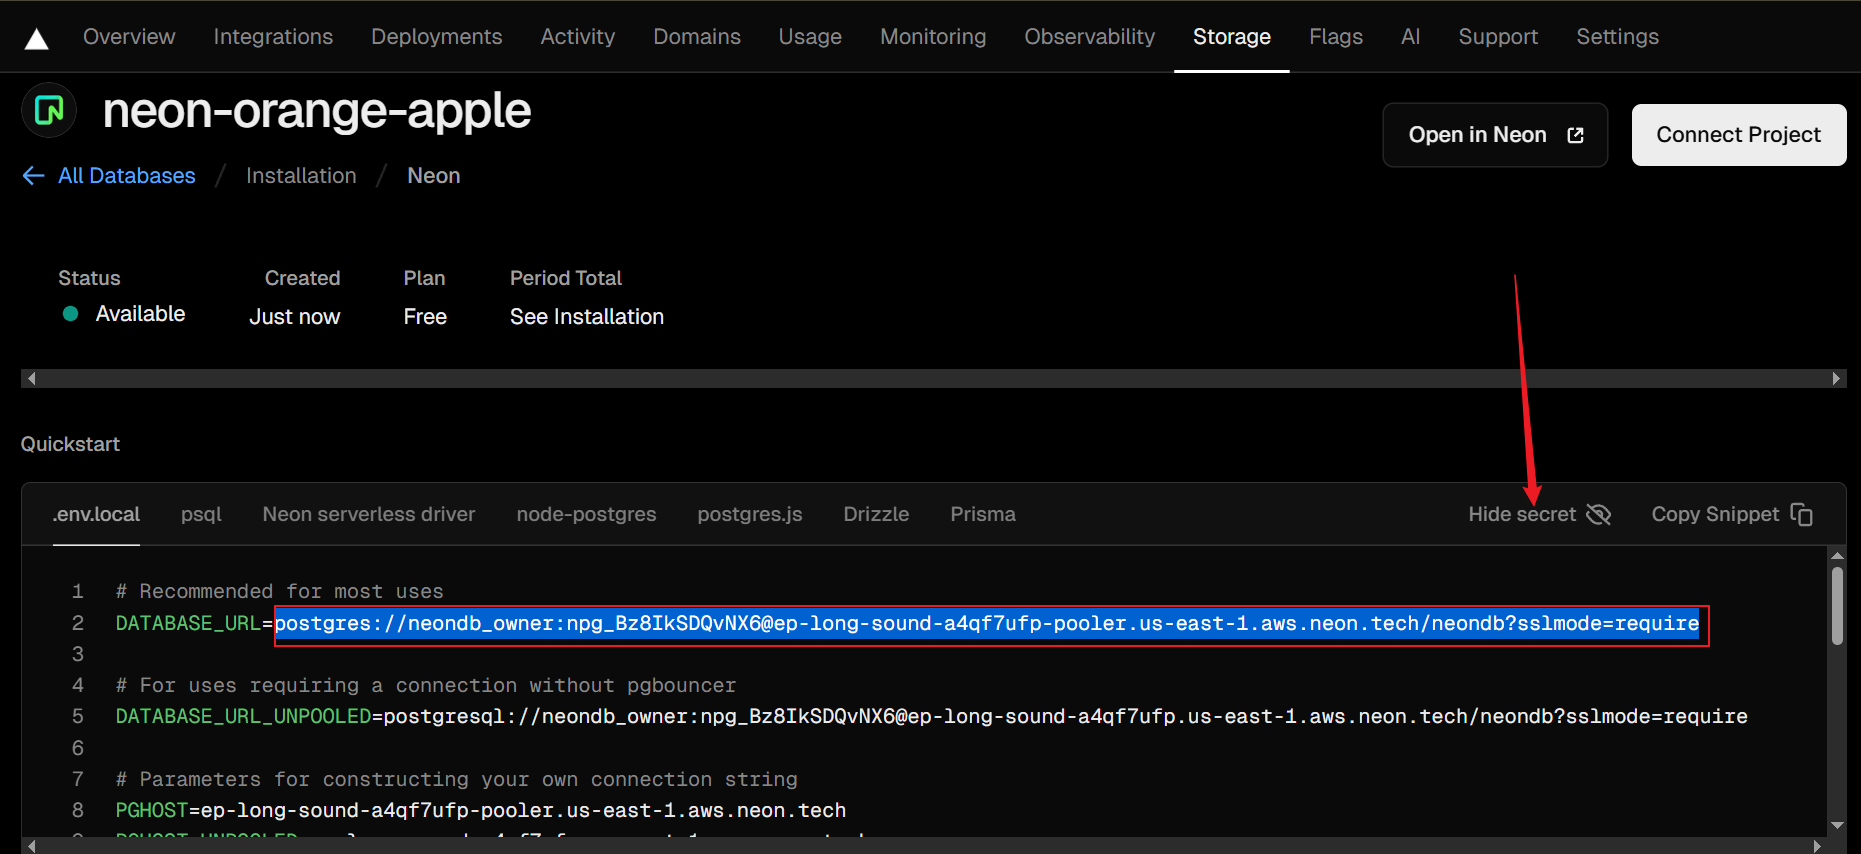 Overview Integrations Deployments Activity Domains Usage Monitoring Observability Storage Flags AI Support Settings
neon-orange-apple
Open in Neon
Connect Project
All Databases / Installation / Neon
Status Created Plan Period Total
Available Just now Free See Installation
Quickstart
.env.local psql Neon serverless driver node-postgres postgres.js Drizzle Prisma Hide secret Copy Snippet
1 # Recommended for most uses
2 DATABASE_URL=postgres://neondb_owner:npg_Bz8IkSDQvNX6@ep-long-sound-a4qf7ufp-pooler.us-east-1.aws.neon.tech/neondb?sslmode=require
3
4 # For uses requiring a connection without pgbouncer
5 DATABASE_URL_UNPOOLED=postgresql://neondb_owner:npg_Bz8IkSDQvNX6@ep-long-sound-a4qf7ufp.us-east-1.aws.neon.tech/neondb?sslmode=require
6
7 # Parameters for constructing your own connection string
8 PGHOST=ep-long-sound-a4qf7ufp-pooler.us-east-1.aws.neon.tech